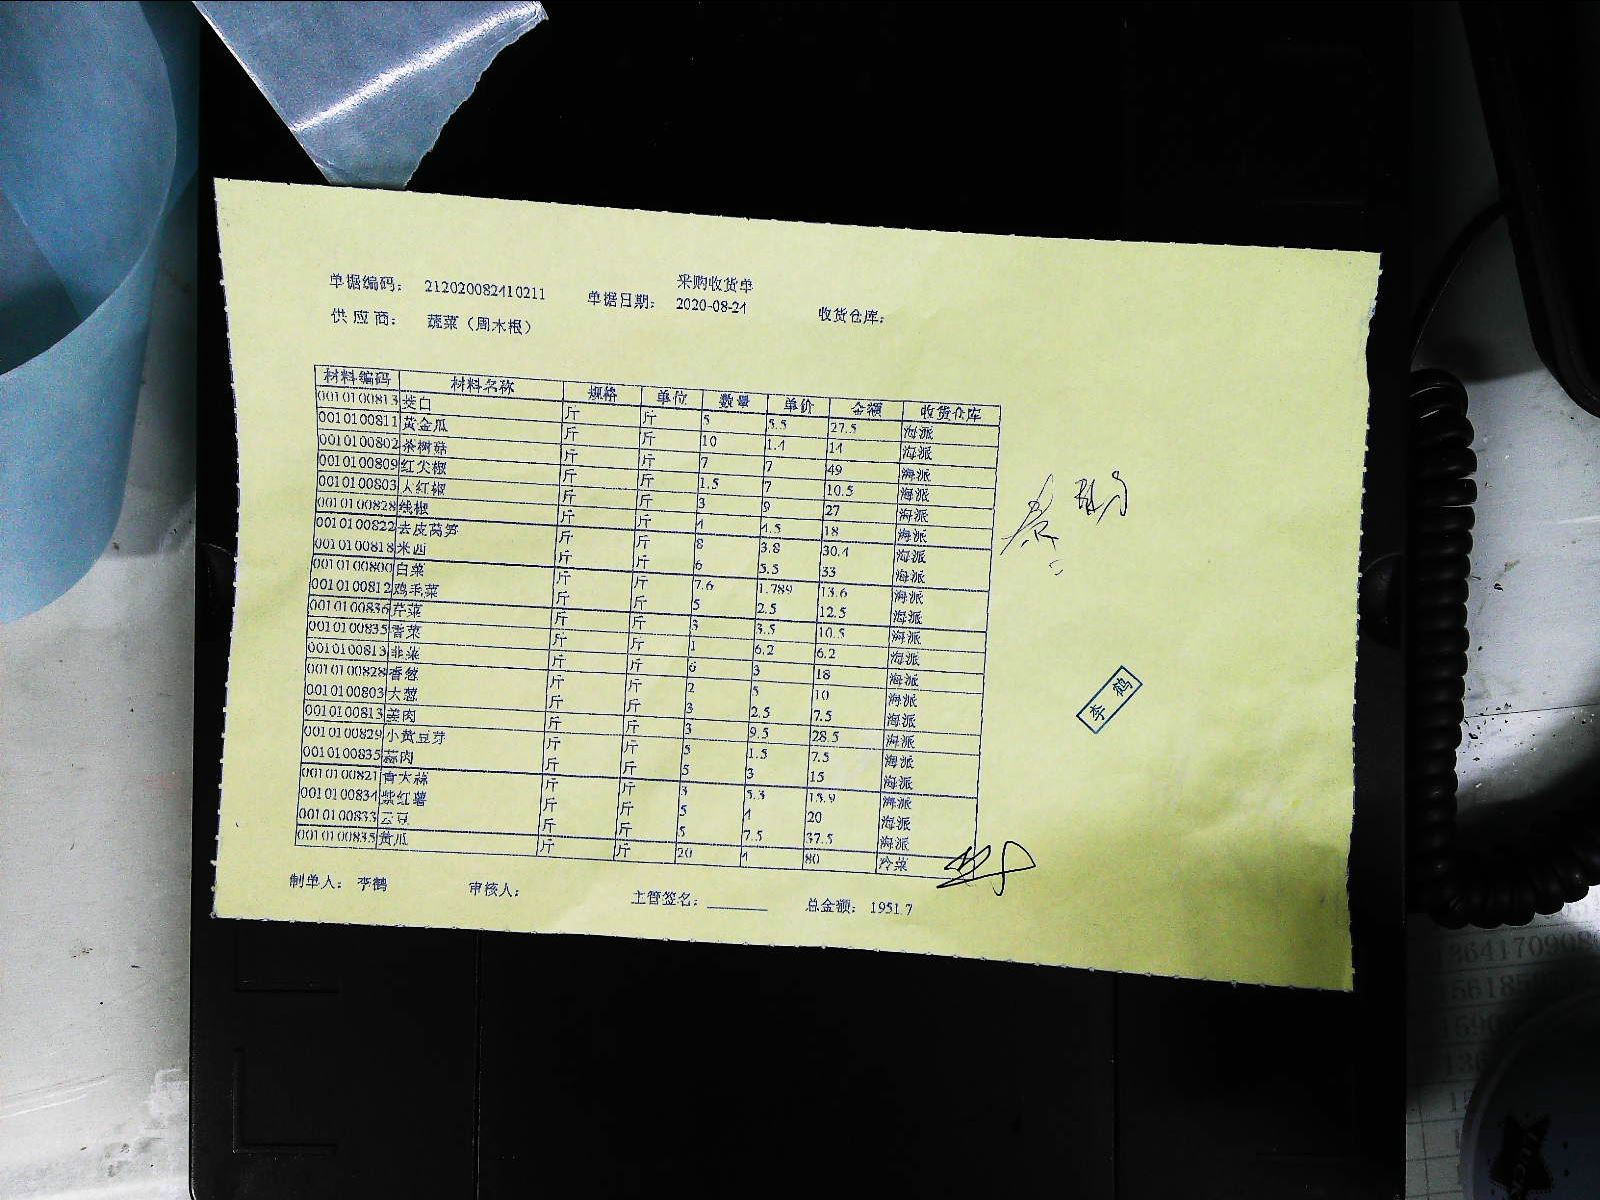 采购收货单
单据编码： 212020082410211 单据日期： 2020-08-24 收货仓库：
供 应 商： 蔬菜（周木根）
材料编码 材料名称 规格 单位 数量 单价 金额 收货仓库
0010100813 茭白 斤 斤 5 5.5 27.5 海派
0010100811 黄金瓜 斤 斤 10 1.4 14 海派
0010100802 茶树菇 斤 斤 7 7 49 海派
0010100809 红尖椒 斤 斤 1.5 7 10.5 海派
0010100803 大红椒 斤 斤 3 9 27 海派
0010100828 线椒 斤 斤 4 4.5 18 海派
0010100822 去皮莴笋 斤 斤 8 3.8 30.4 海派
0010100818 米西 斤 斤 6 5.5 33 海派
0010100800 白菜 斤 斤 7.6 1.789 13.6 海派
0010100812 鸡毛菜 斤 斤 5 2.5 12.5 海派
0010100836 芹菜 斤 斤 3 3.5 10.5 海派
0010100835 香菜 斤 斤 1 6.2 6.2 海派
0010100813 韭菜 斤 斤 6 3 18 海派
0010100828 香葱 斤 斤 2 5 10 海派
0010100803 大葱 斤 斤 3 2.5 7.5 海派
0010100813 姜肉 斤 斤 3 9.5 28.5 海派
0010100829 小黄豆芽 斤 斤 5 1.5 7.5 海派
0010100835 蒜肉 斤 斤 5 3 15 海派
0010100821 青大蒜 斤 斤 3 5.3 15.9 海派
0010100834 紫红薯 斤 斤 5 4 20 海派
0010100833 云豆 斤 斤 5 7.5 37.5 海派
0010100835 黄瓜 斤 斤 20 4 80 冷菜
制单人： 李鹤 审核人： 主管签名： 总金额： 1951.7
李鹤